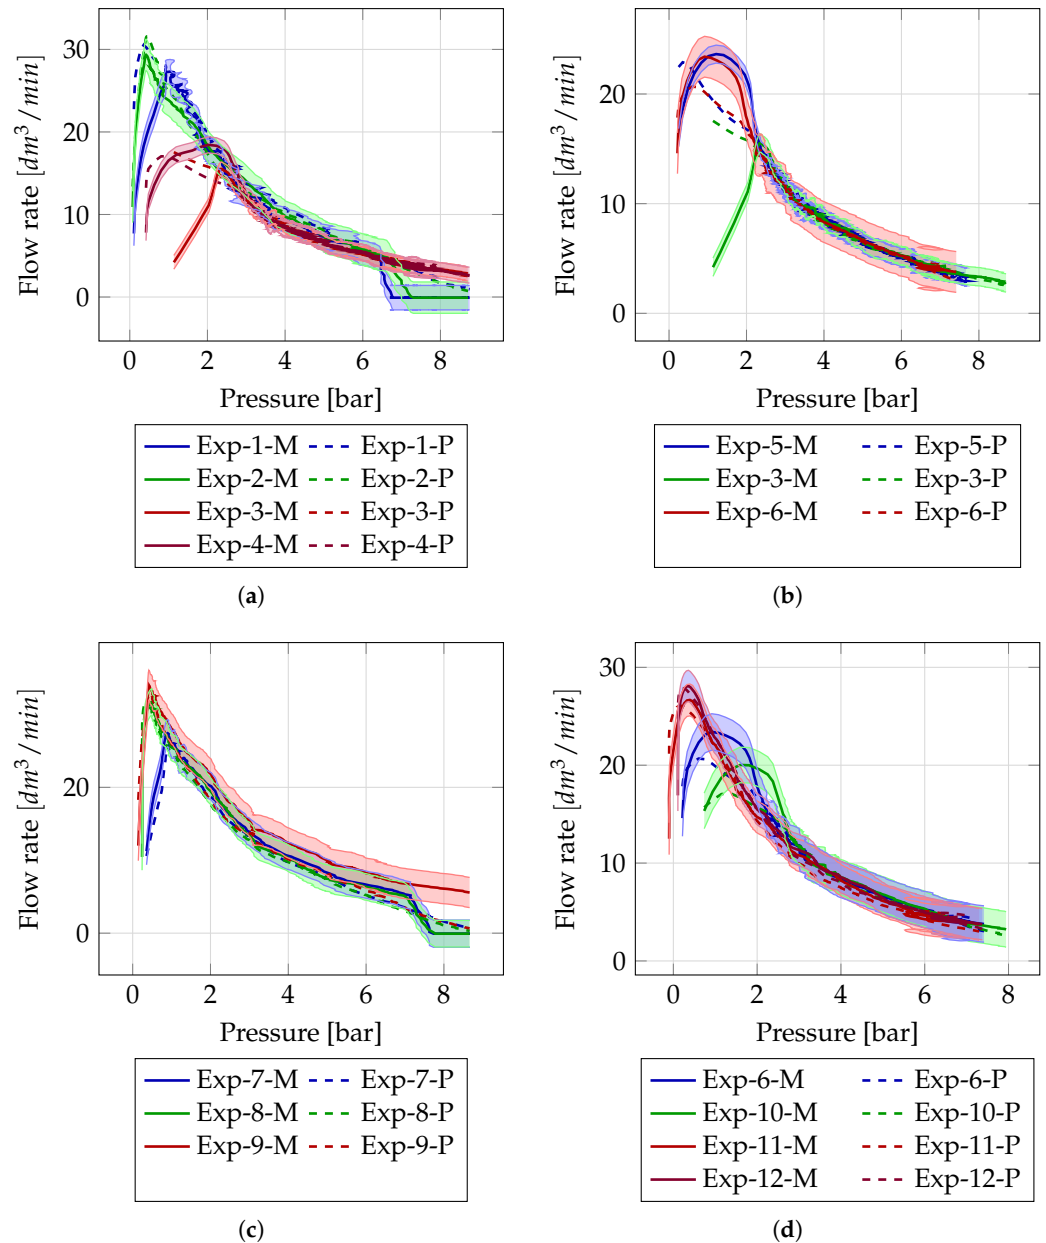 30
20
10
0
Flow rate [dm³/min]
0 2 4 6 8
Pressure [bar]
Exp-1-M Exp-1-P
Exp-2-M Exp-2-P
Exp-3-M Exp-3-P
Exp-4-M Exp-4-P
(a)
20
10
0
Flow rate [dm³/min]
0 2 4 6 8
Pressure [bar]
Exp-5-M Exp-5-P
Exp-3-M Exp-3-P
Exp-6-M Exp-6-P
(b)
20
0
Flow rate [dm³/min]
0 2 4 6 8
Pressure [bar]
Exp-7-M Exp-7-P
Exp-8-M Exp-8-P
Exp-9-M Exp-9-P
(c)
30
20
10
0
Flow rate [dm³/min]
0 2 4 6 8
Pressure [bar]
Exp-6-M Exp-6-P
Exp-10-M Exp-10-P
Exp-11-M Exp-11-P
Exp-12-M Exp-12-P
(d)